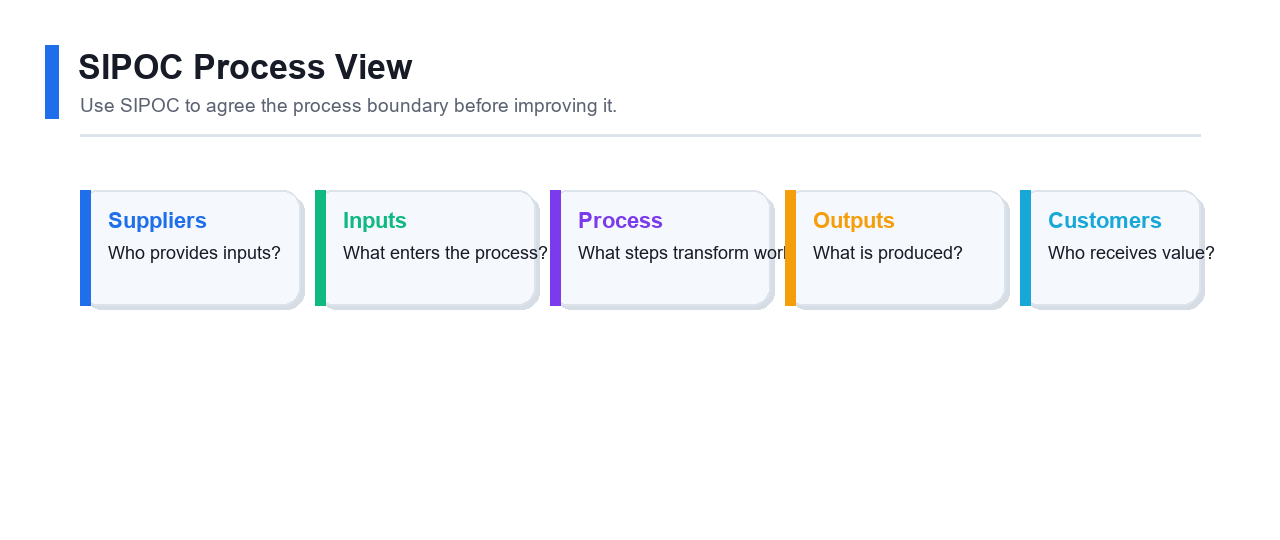 SIPOC Process View
Use SIPOC to agree the process boundary before improving it.
Suppliers
Who provides inputs?
Inputs
What enters the process?
Process
What steps transform
Outputs
What is produced?
Customers
Who receives value?